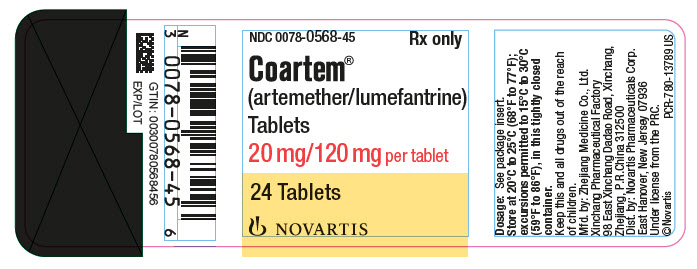 EXP/LOT
GTIN: 00300780568456
N
3 0078-0568-45 6
NDC 0078-0568-45 Rx only
Coartem®
(artemether/lumefantrine)
Tablets
20 mg/120 mg per tablet
24 Tablets
NOVARTIS
Dosage: See package insert.
Store at 20°C to 25°C (68°F to 77°F);
excursions permitted to 15°C to 30°C
(59°F to 86°F), in this tightly closed
container.
Keep this and all drugs out of the reach
of children.
Mfd. by: Zhejiang Medicine Co., Ltd.
Xinchang Pharmaceutical Factory
98 East Xinchang Dadao Road, Xinchang,
Zhejiang, P.R.China 312500
Dist. by: Novartis Pharmaceuticals Corp.
East Hanover, New Jersey 07936
Under license from the PRC.
©Novartis PCR-780-13789 US